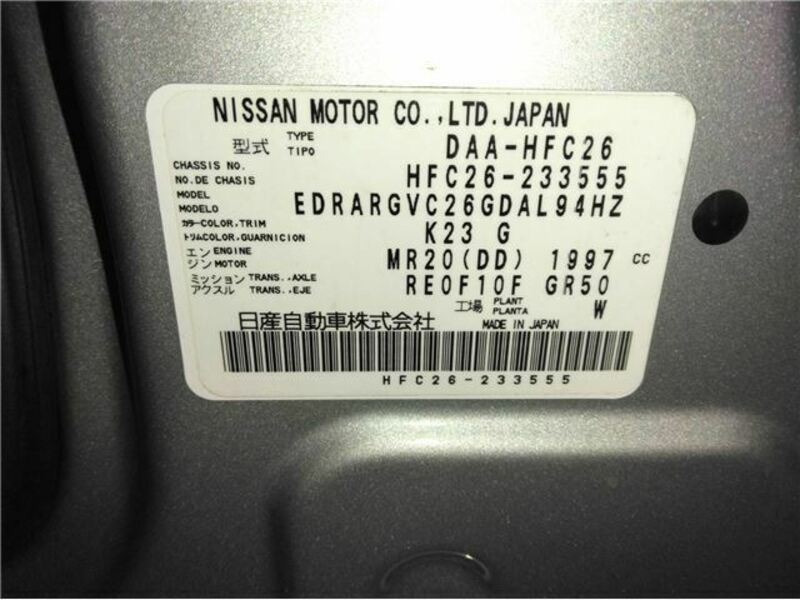 NISSAN MOTOR CO.,LTD.JAPAN
型式 TYPE TIPO DAA-HFC26
CHASSIS NO. NO.DE CHASIS HFC26-233555
MODEL MODELO EDRARGVC26GDAL94HZ
カラーCOLOR,TRIM トリムCOLOR,GUARNICION K23 G
エンジン ENGINE MOTOR MR20(DD) 1997 CC
ミッション TRANS.,AXLE アクスル TRANS.,EJE RE0F10F GR50
工場 PLANT PLANTA W
日産自動車株式会社 MADE IN JAPAN
HFC26-233555